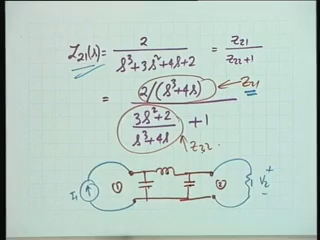 Z₂₁(s) = 2 / s³+3s²+4s+2 = z₂₁ / z₂₂+1
= 2/(s³+4s) / (3s²+2 / s³+4s) + 1
z₂₁
z₂₂
I₁ ① ② 1 V₂ + −